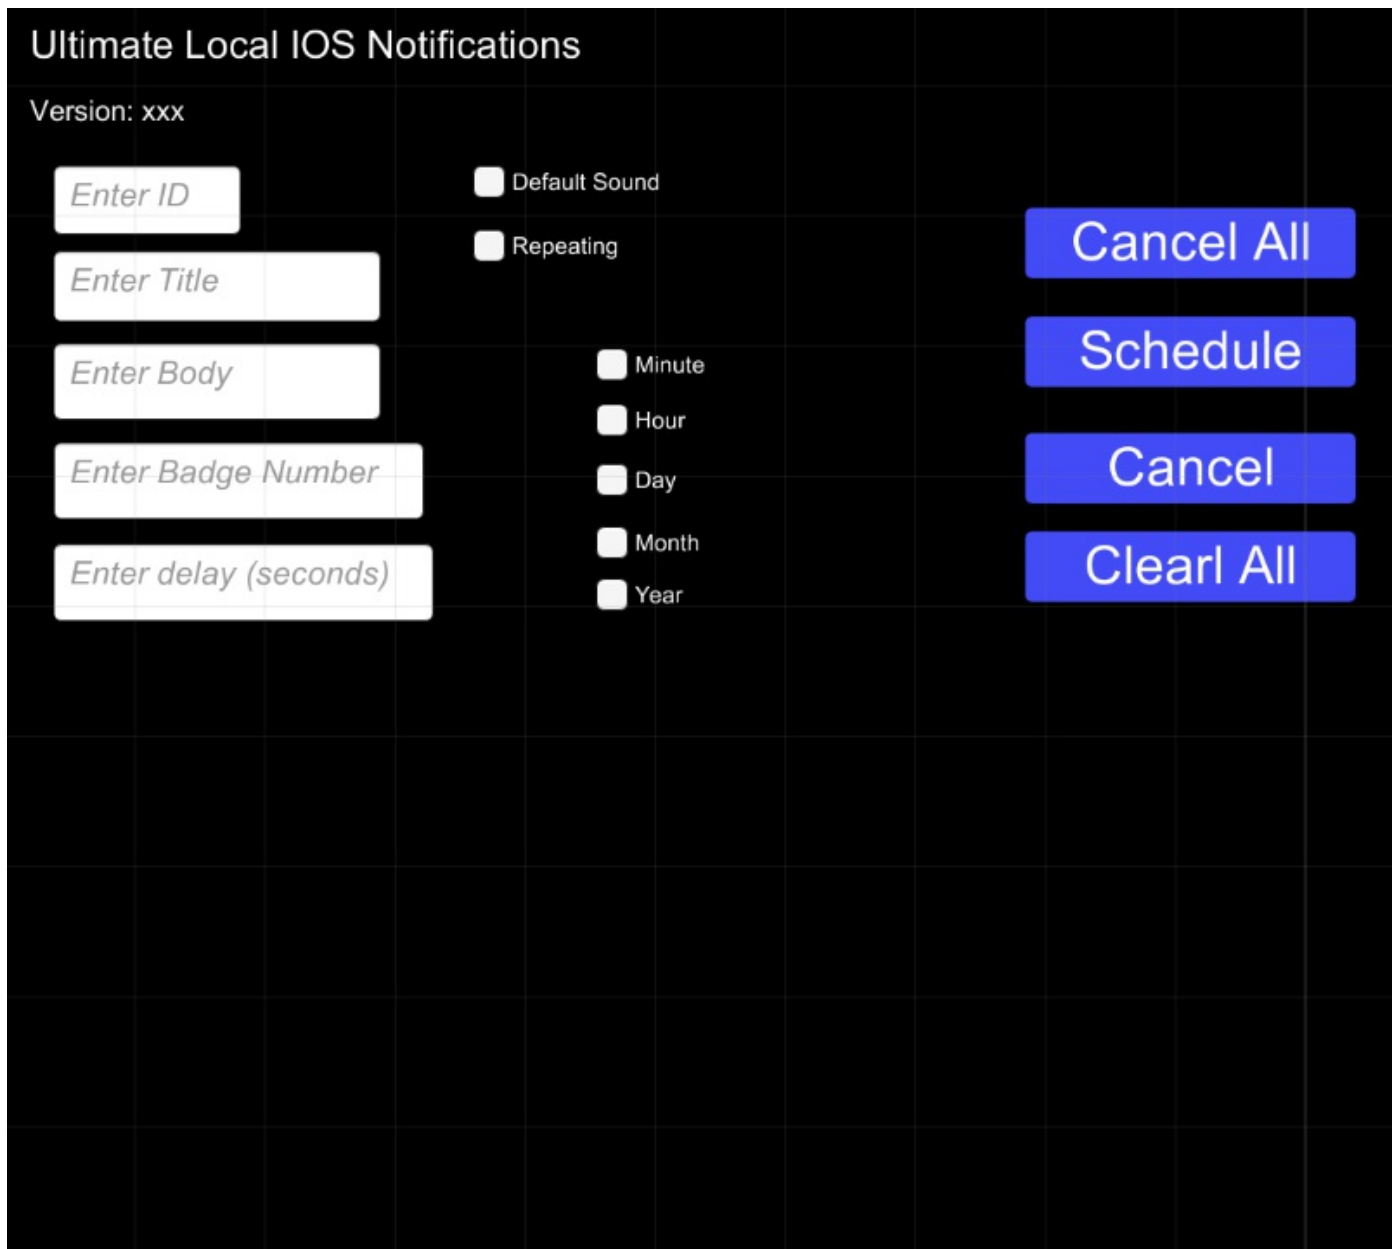 Ultimate Local IOS Notifications
Version: xxx
Enter ID
Enter Title
Enter Body
Enter Badge Number
Enter delay (seconds)
Default Sound
Repeating
Minute
Hour
Day
Month
Year
Cancel All
Schedule
Cancel
Clearl All